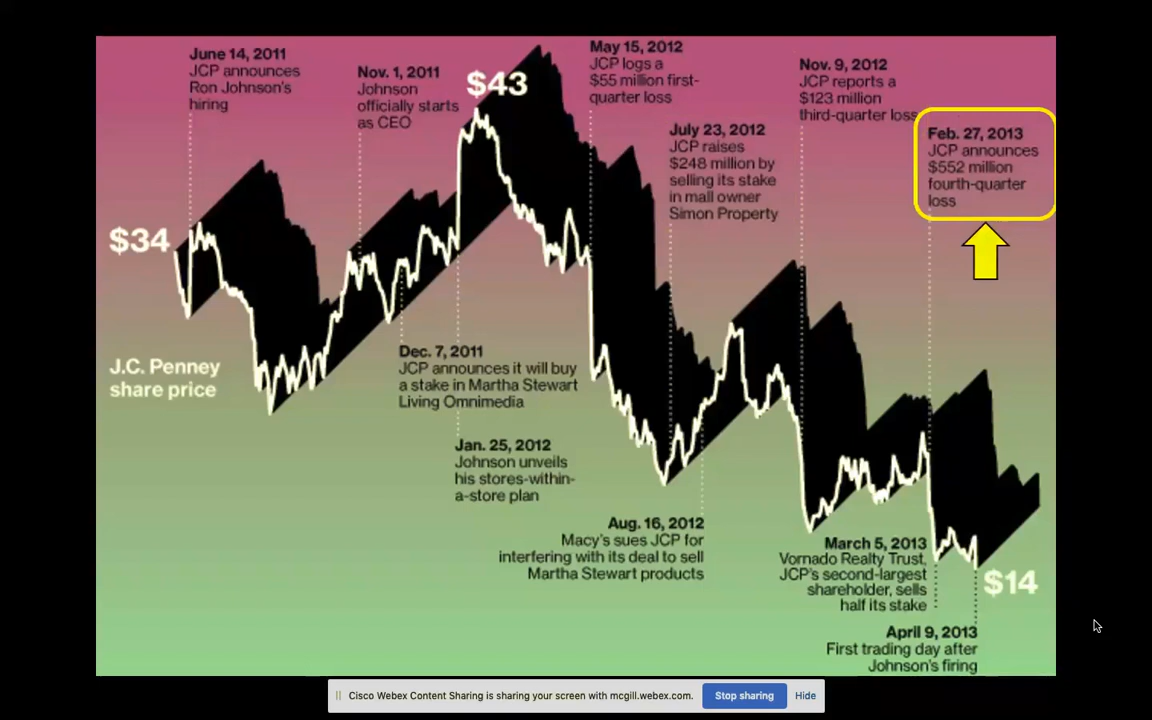 June 14, 2011
JCP announces
Ron Johnson's
hiring
Nov. 1, 2011
Johnson
officially starts
as CEO
$43
May 15, 2012
JCP logs a
$55 million first-
quarter loss
July 23, 2012
JCP raises
$248 million by
selling its stake
in mall owner
Simon Property
Nov. 9, 2012
JCP reports a
$123 million
third-quarter loss
Feb. 27, 2013
JCP announces
$552 million
fourth-quarter
loss
$34
J.C. Penney
share price
Dec. 7, 2011
JCP announces it will buy
a stake in Martha Stewart
Living Omnimedia
Jan. 25, 2012
Johnson unveils
his stores-within-
a-store plan
Aug. 16, 2012
Macy's sues JCP for
interfering with its deal to sell
Martha Stewart products
March 5, 2013
Vornado Realty Trust,
JCP's second-largest
shareholder, sells
half its stake
$14
April 9, 2013
First trading day after
Johnson's firing
Cisco Webex Content Sharing is sharing your screen with mcgill.webex.com.
Stop sharing
Hide